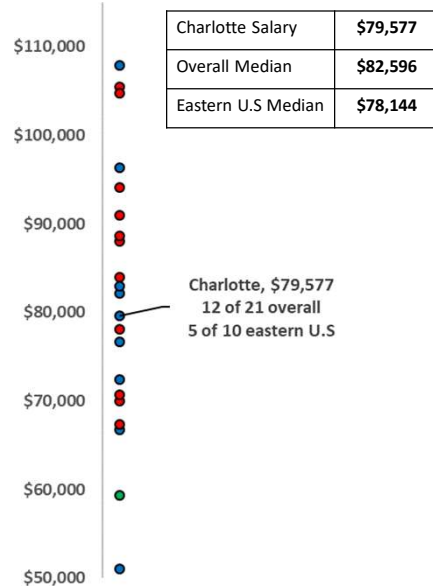 Charlotte Salary $79,577
Overall Median $82,596
Eastern U.S Median $78,144
$110,000
$100,000
$90,000
$80,000
$70,000
$60,000
$50,000
Charlotte, $79,577
12 of 21 overall
5 of 10 eastern U.S